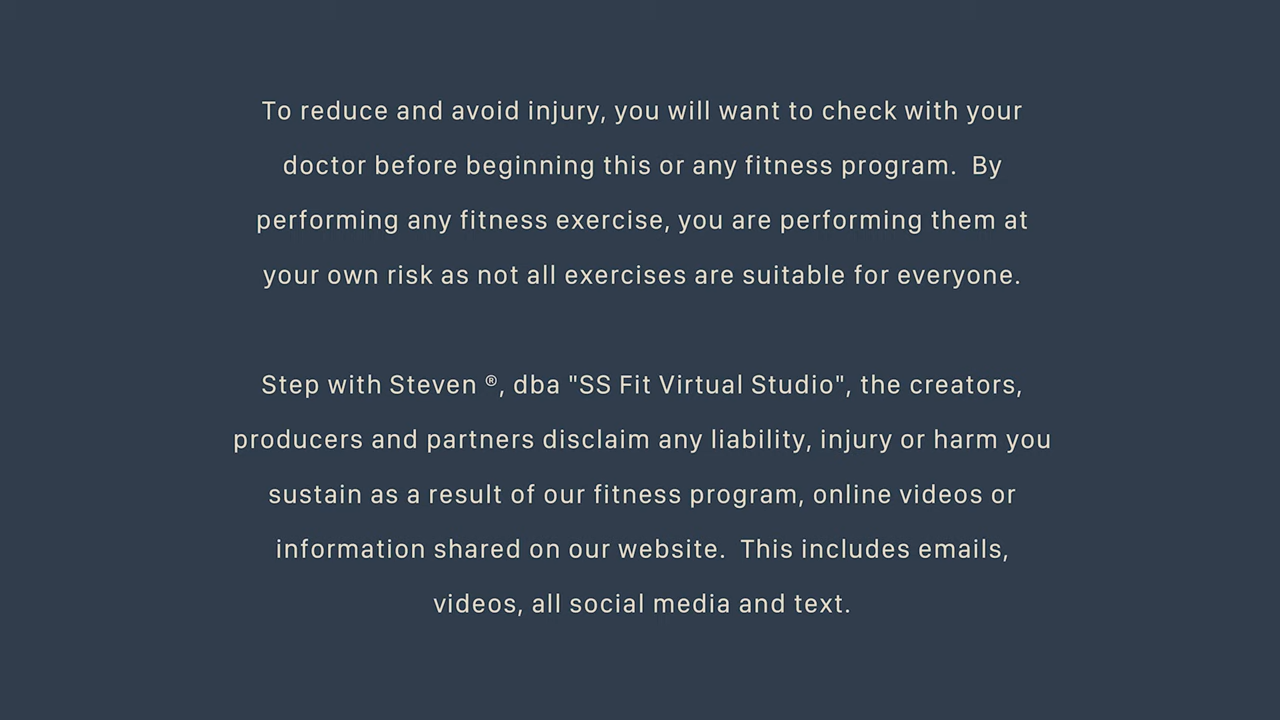 To reduce and avoid injury, you will want to check with your
doctor before beginning this or any fitness program.  By
performing any fitness exercise, you are performing them at
your own risk as not all exercises are suitable for everyone.
Step with Steven ®, dba "SS Fit Virtual Studio", the creators,
producers and partners disclaim any liability, injury or harm you
sustain as a result of our fitness program, online videos or
information shared on our website.  This includes emails,
videos, all social media and text.